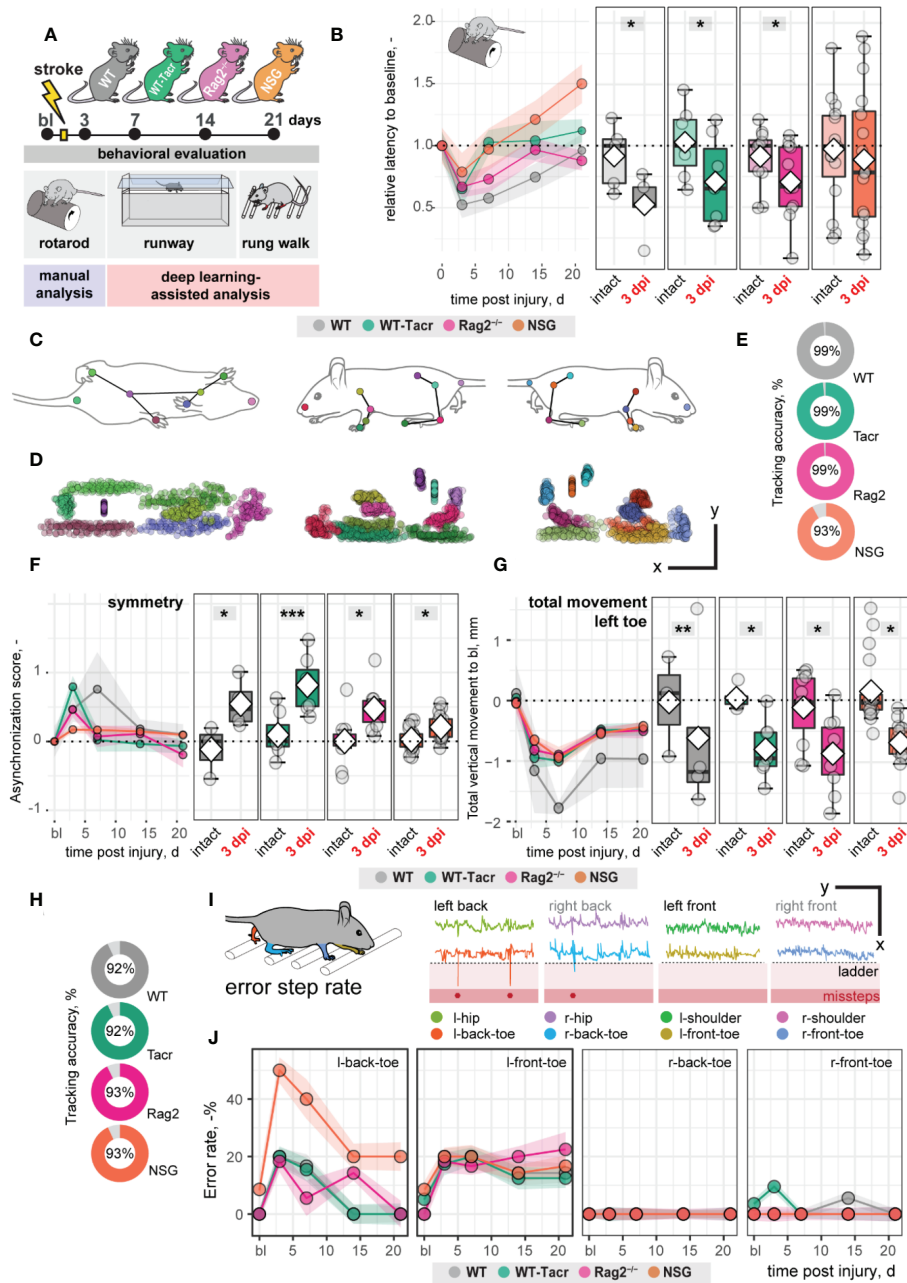 A
stroke
WT
WT-Tacr
Rag2⁻/⁻
NSG
bl 3 7 14 21 days
behavioral evaluation
rotarod
runway
rung walk
manual
analysis
deep learning-
assisted analysis
B
relative latency to baseline, -
2.0
1.5
1.0
0.5
0 5 10 15 20
time post injury, d
* * *
intact 3 dpi intact 3 dpi intact 3 dpi intact 3 dpi
WT WT-Tacr Rag2⁻/⁻ NSG
C
D
x
y
E
Tracking accuracy, %
99%
WT
99%
Tacr
99%
Rag2
93%
NSG
F
symmetry
Asynchronization score, -
1
0
-1
bl 5 10 15 20
time post injury, d
* *** * *
intact 3 dpi intact 3 dpi intact 3 dpi intact 3 dpi
G
total movement
left toe
Total vertical movement to bl, mm
1
0
−1
−2
bl 5 10 15 20
time post injury, d
** * * *
intact 3 dpi intact 3 dpi intact 3 dpi intact 3 dpi
WT WT-Tacr Rag2⁻/⁻ NSG
H
Tracking accuracy, %
92%
WT
92%
Tacr
93%
Rag2
93%
NSG
I
error step rate
y
x
left back right back left front right front
ladder
missteps
l-hip r-hip l-shoulder r-shoulder
l-back-toe r-back-toe l-front-toe r-front-toe
J
Error rate, -%
40
20
0
l-back-toe l-front-toe r-back-toe r-front-toe
bl 5 10 15 20 bl 5 10 15 20 bl 5 10 15 20 bl 5 10 15 20
time post injury, d
WT WT-Tacr Rag2⁻/⁻ NSG